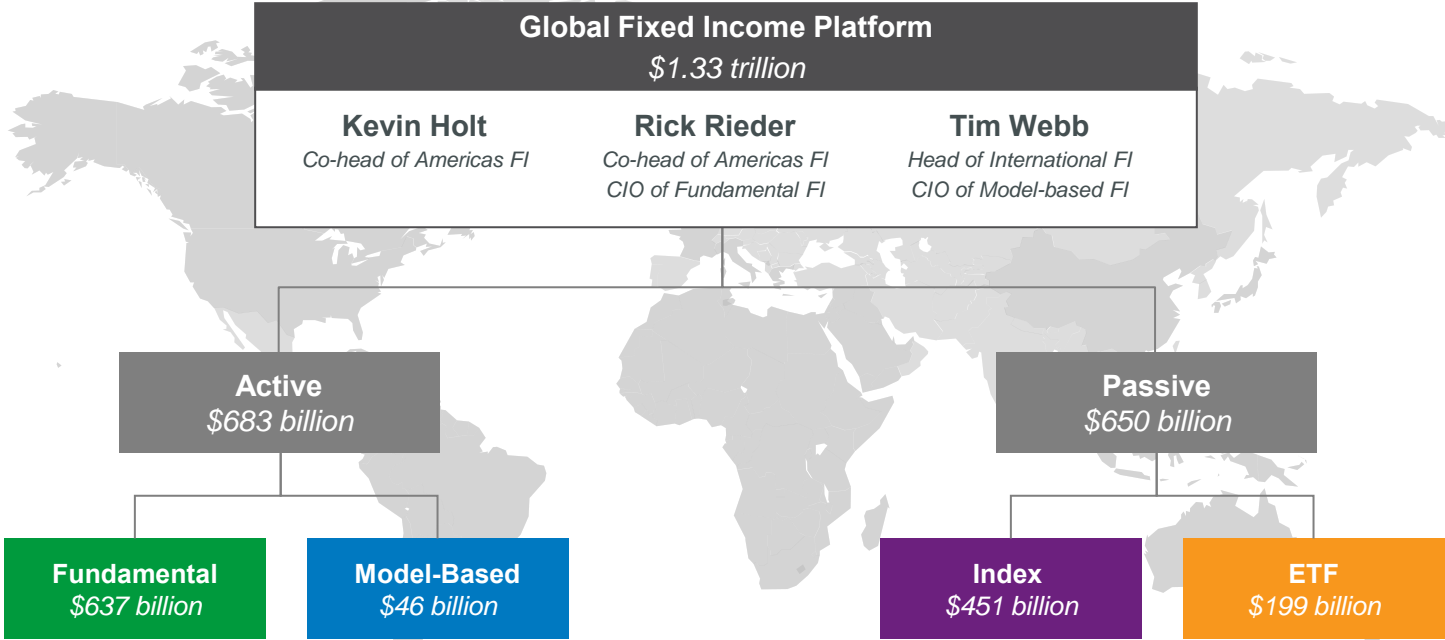 Global Fixed Income Platform
$1.33 trillion
Kevin Holt
Co-head of Americas FI
Rick Rieder
Co-head of Americas FI
CIO of Fundamental FI
Tim Webb
Head of International FI
CIO of Model-based FI
Active
$683 billion
Passive
$650 billion
Fundamental
$637 billion
Model-Based
$46 billion
Index
$451 billion
ETF
$199 billion